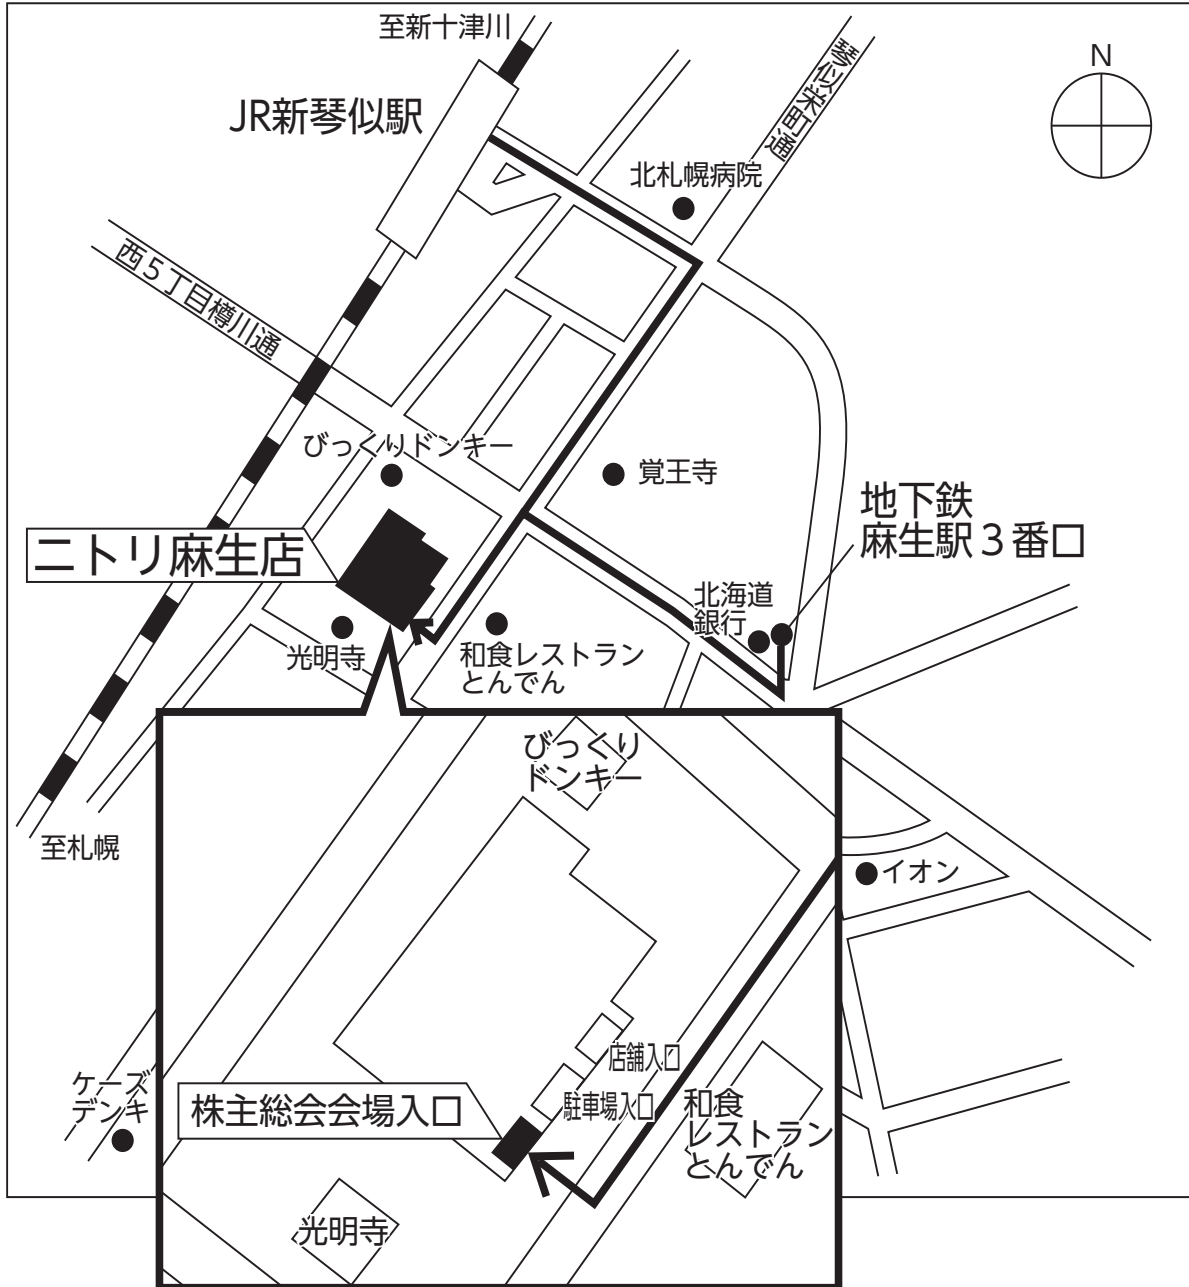 至新十津川
N
JR新琴似駅
琴似栄町通
北札幌病院
西5丁目樽川通
びっくりドンキー
覚王寺
地下鉄
麻生駅3番口
ニトリ麻生店
北海道
銀行
光明寺
和食レストラン
とんでん
びっくり
ドンキー
至札幌
イオン
店舗入口
ケーズ
デンキ
株主総会会場入口
駐車場入口
和食
レストラン
とんでん
光明寺